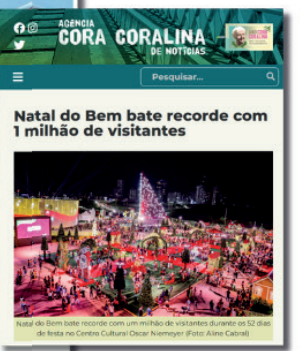 AGÊNCIA
CORA CORALINA
DE NOTÍCIAS
Pesquisar...
Natal do Bem bate recorde com
1 milhão de visitantes
Natal do Bem bate recorde com um milhão de visitantes durante os 52 dias
de festa no Centro Cultural Oscar Niemeyer (Foto: Aline Cabral)